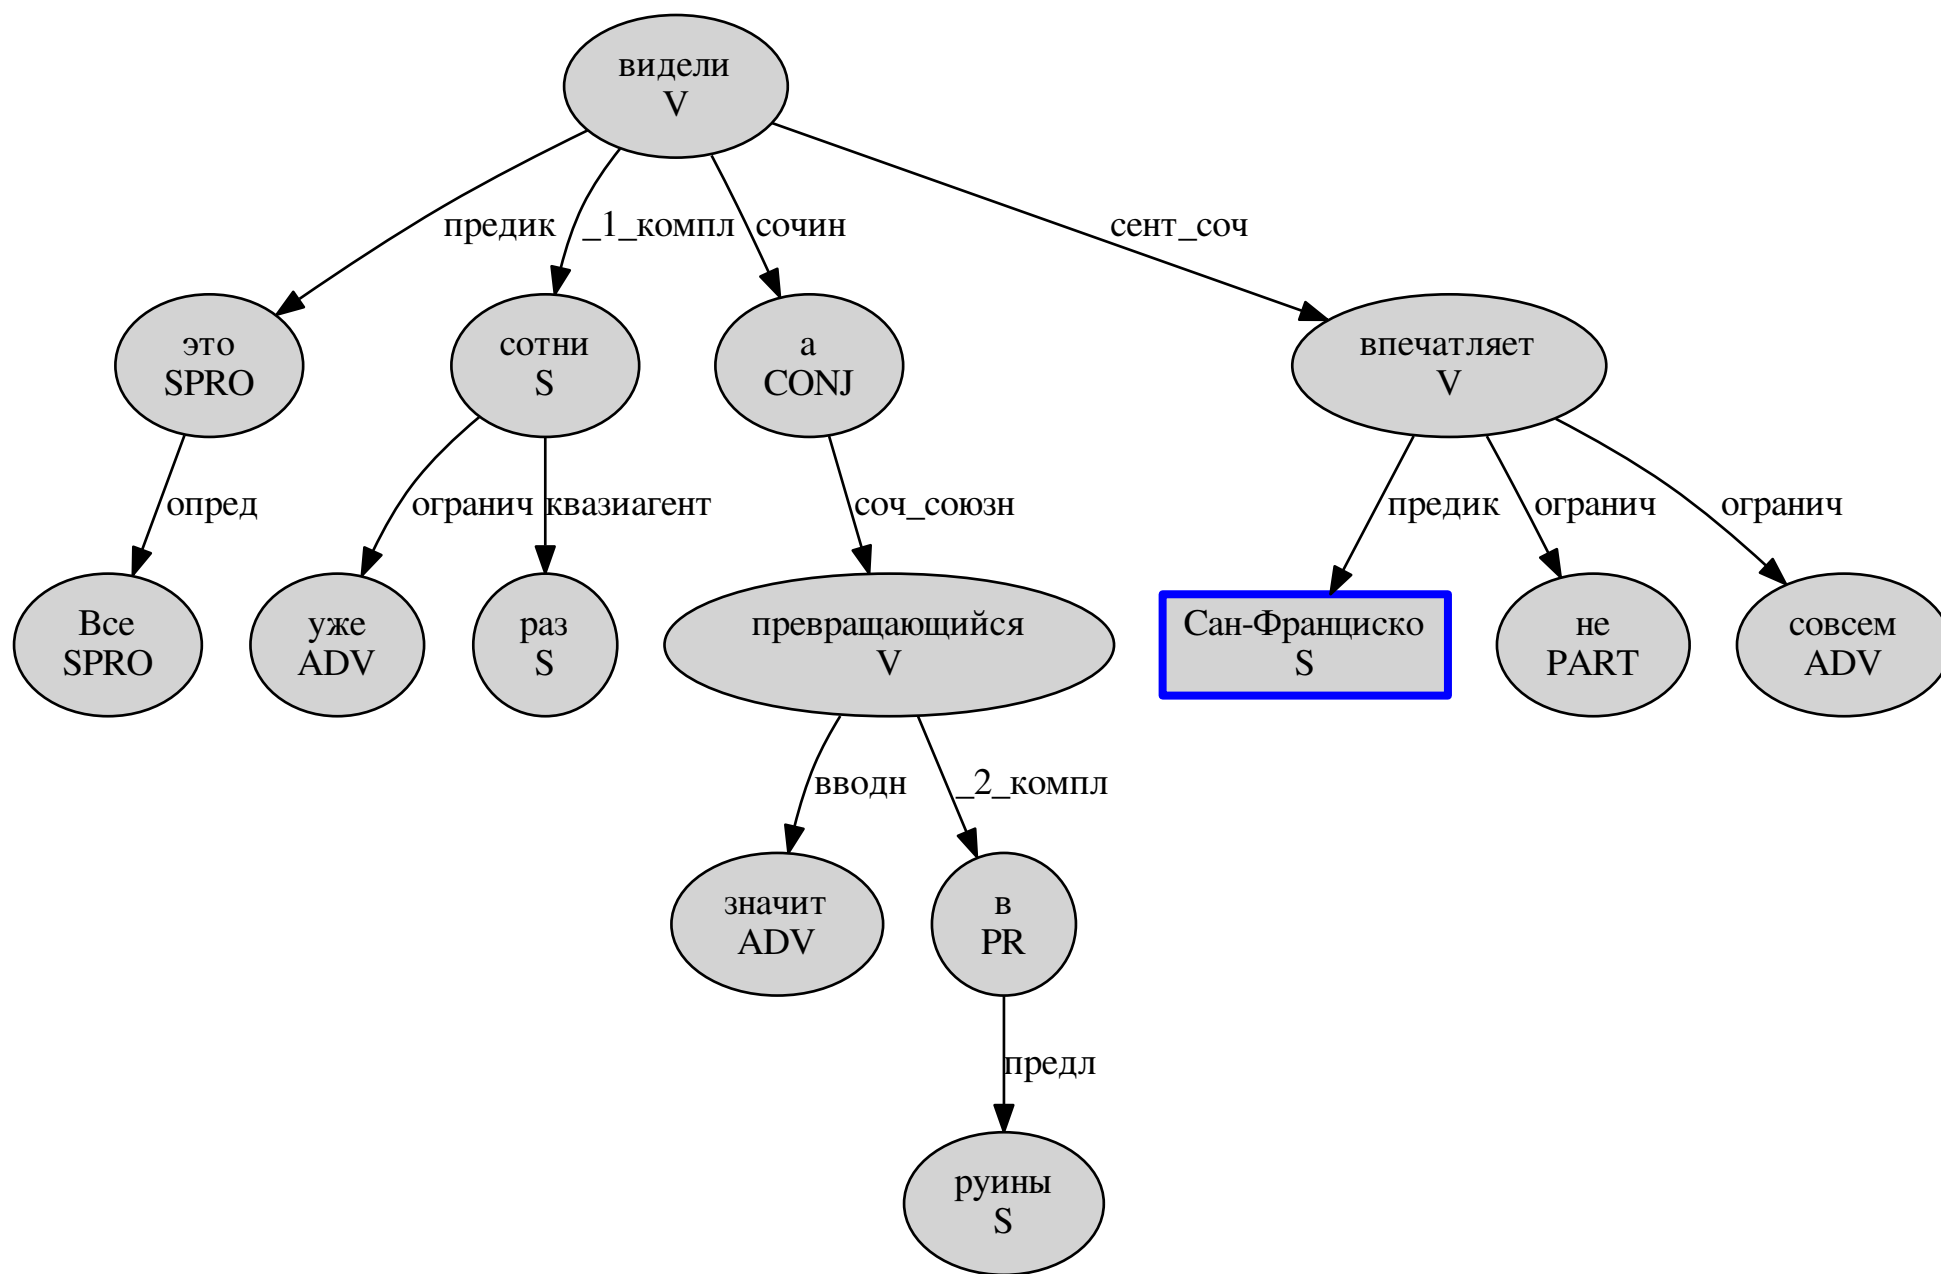 видели
V
предик
_1_компл
сочин
сент_соч
это
SPRO
сотни
S
а
CONJ
впечатляет
V
опред
огранич
квазиагент
соч_союзн
предик
огранич
огранич
Все
SPRO
уже
ADV
раз
S
превращающийся
V
Сан-Франциско
S
не
PART
совсем
ADV
вводн
_2_компл
значит
ADV
в
PR
предл
руины
S